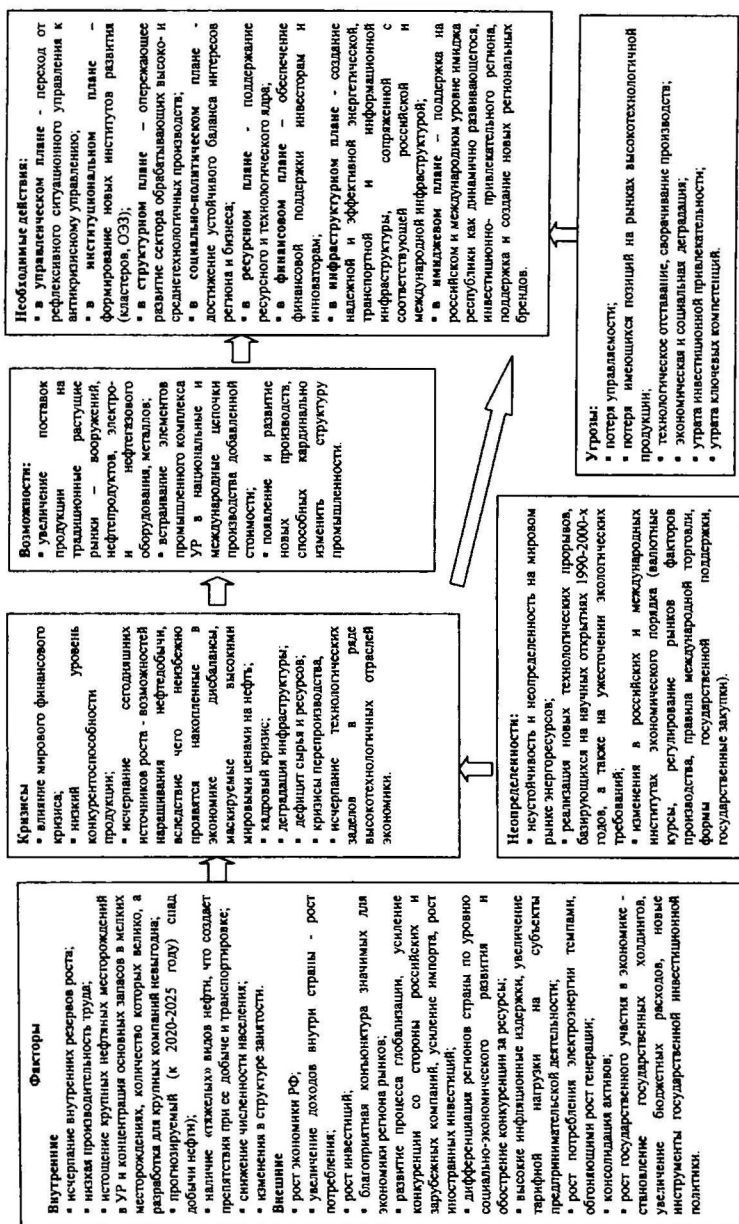 Факторы
Внутренние
▪ исчерпание внутренних резервов роста;
▪ низкая производительность труда;
▪ истощение крупных нефтяных месторождений
в УР и концентрация основных запасов в мелких
месторождениях, количество которых велико, а
разработка для крупных компаний невыгодна;
▪ прогнозируемый (к 2020-2025 году) спад
добычи нефти);
▪ наличие «тяжелых» видов нефти, что создает
препятствия при ее добыче и транспортировке;
▪ снижение численности населения;
▪ изменения в структуре занятости.
Внешние
▪ рост экономики РФ;
▪ увеличение доходов внутри страны - рост
потребления;
▪ рост инвестиций;
▪ благоприятная конъюнктура значимых для
экономики региона рынков;
▪ развитие процесса глобализации, усиление
конкуренции со стороны российских и
зарубежных компаний, усиление импорта, рост
иностранных инвестиций;
▪ дифференциация регионов страны по уровню
социально-экономического развития и
обострение конкуренции за ресурсы;
▪ высокие инфляционные издержки, увеличение
тарифной нагрузки на субъекты
предпринимательской деятельности;
▪ рост потребления электроэнергии темпами,
обгоняющими рост генерации;
▪ консолидация активов;
▪ рост государственного участия в экономике -
становление государственных холдингов,
увеличение бюджетных расходов, новые
инструменты государственной инвестиционной
политики.
Кризисы
▪ влияние мирового финансового
кризиса;
▪ низкий уровень
конкурентоспособности
продукции;
▪ исчерпание сегодняшних
источников роста - возможностей
наращивания нефтедобычи,
вследствие чего неизбежно
проявятся накопленные в
экономике дисбалансы,
маскируемые высокими
мировыми ценами на нефть;
▪ кадровый кризис;
▪ деградация инфраструктуры;
▪ дефицит сырья и ресурсов;
▪ кризисы перепроизводства,
▪ исчерпание технологических
заделов в ряде
высокотехнологичных отраслей
экономики.
Возможности:
▪ увеличение поставок
продукции на
традиционные растущие
рынки – вооружений,
нефтепродуктов, электро-
и нефтегазового
оборудования, металлов;
▪ встраивание элементов
промышленного комплекса
УР в национальные и
международные цепочки
производства добавленной
стоимости;
▪ появление и развитие
новых производств,
способных кардинально
изменить структуру
промышленности.
Необходимые действия:
▪ в управленческом плане - переход от
рефлексивного ситуационного управления к
антикризисному управлению;
▪ в институциональном плане –
формирование новых институтов развития
(кластеров, ОЭЗ);
▪ в структурном плане – опережающее
развитие сектора обрабатывающих высоко- и
среднетехнологичных производств;
▪ в социально-политическом плане -
достижение устойчивого баланса интересов
региона и бизнеса;
▪ в ресурсном плане - поддержание
ресурсного и технологического ядра;
▪ в финансовом плане – обеспечение
финансовой поддержки инвесторам и
инноваторам;
▪ в инфраструктурном плане - создание
надежной и эффективной энергетической,
транспортной и информационной
инфраструктуры, сопряженной с
соответствующей российской и
международной инфраструктурой;
▪ в имиджевом плане – поддержка на
российском и международном уровне имиджа
республики как динамично развивающегося,
инвестиционно- привлекательного региона,
поддержка и создание новых региональных
брендов.
Неопределенности:
▪ неустойчивость и неопределенность на мировом
рынке энергоресурсов;
▪ реализация новых технологических прорывов,
базирующихся на научных открытиях 1990-2000-х
годов, а также на ужесточении экологических
требований;
▪ изменения в российских и международных
институтах экономического порядка (валютные
курсы, регулирование рынков факторов
производства, правила международной торговли,
формы государственной поддержки,
государственные закупки).
Угрозы:
▪ потеря управляемости;
▪ потеря имеющихся позиций на рынках высокотехнологичной
продукции;
▪ технологическое отставание, сворачивание производств;
▪ экономическая и социальная деградация;
▪ утрата инвестиционной привлекательности;
▪ утрата ключевых компетенций.